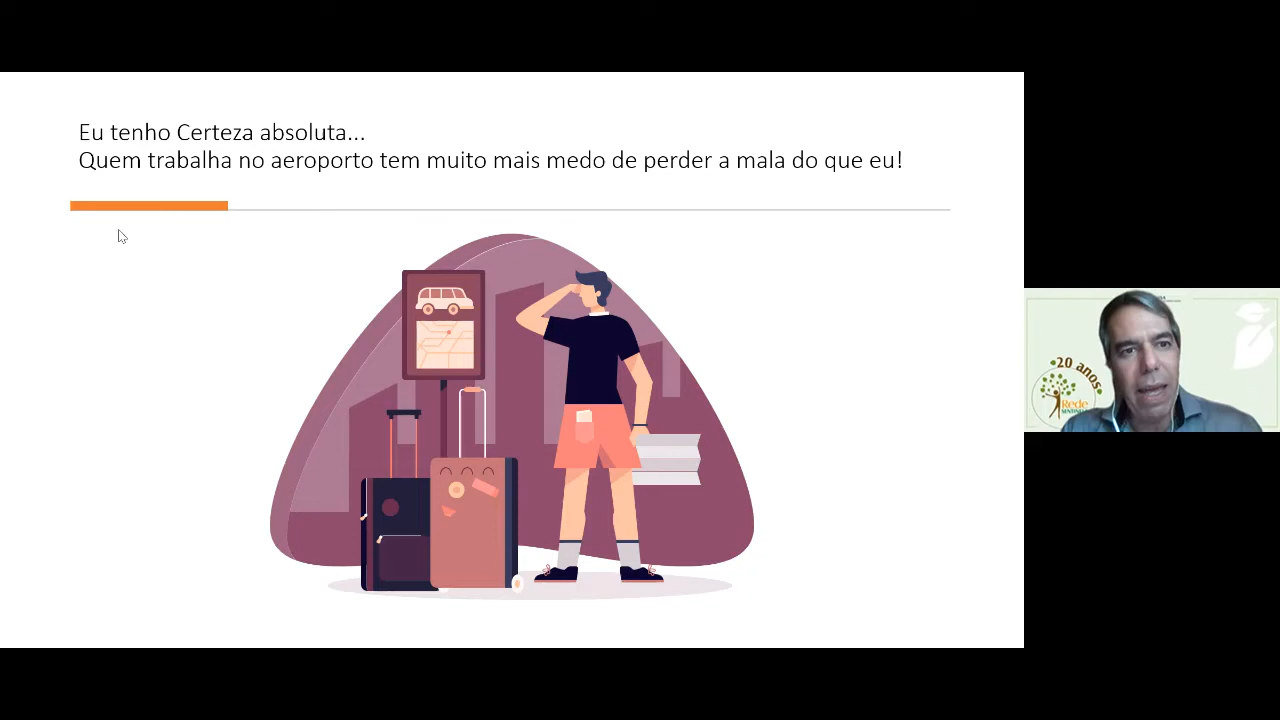 Eu tenho Certeza absoluta...
Quem trabalha no aeroporto tem muito mais medo de perder a mala do que eu!
20 anos
Rede
SENTINELA